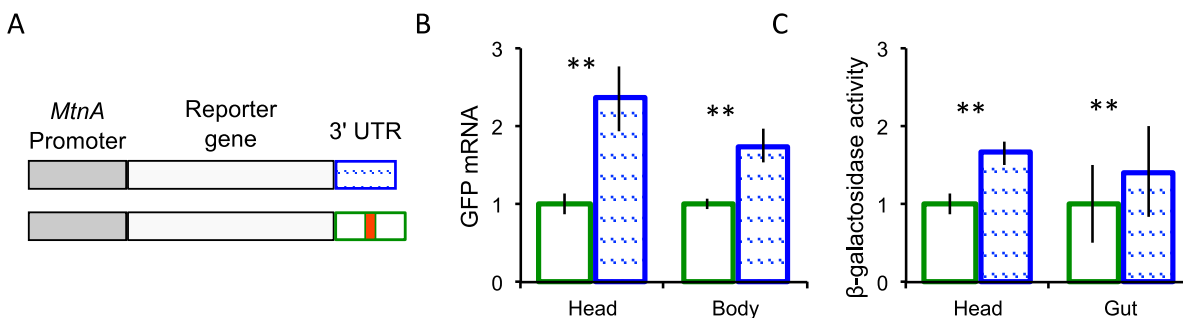 A
MtnA
Promoter
Reporter
gene
3' UTR
B
GFP mRNA
3
2
1
0
**
**
Head
Body
C
β-galactosidase activity
3
2
1
0
**
**
Head
Gut